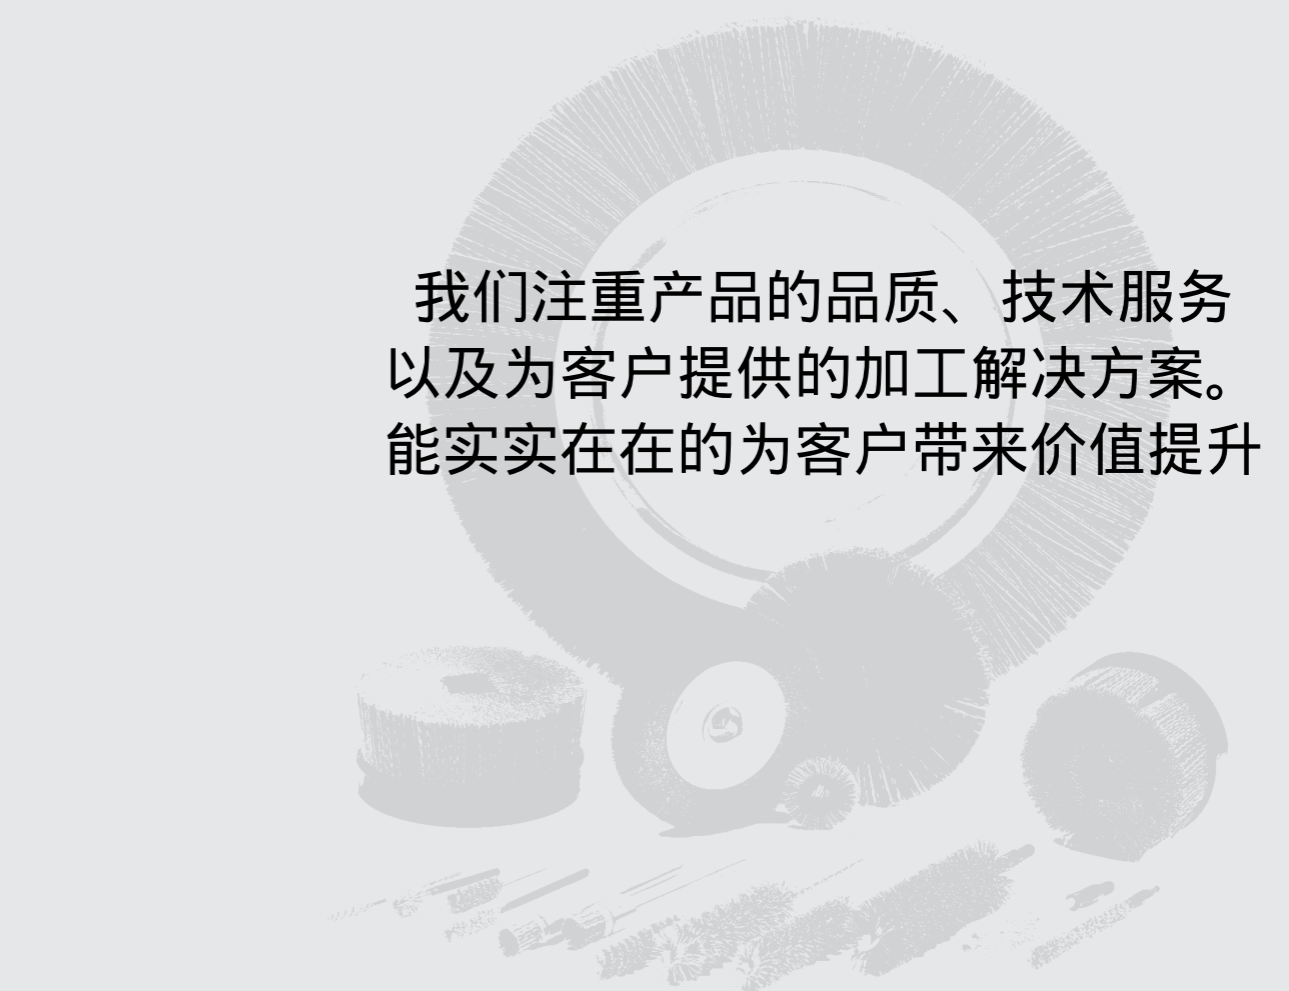 我们注重产品的品质、技术服务
以及为客户提供的加工解决方案。
能实实在在的为客户带来价值提升